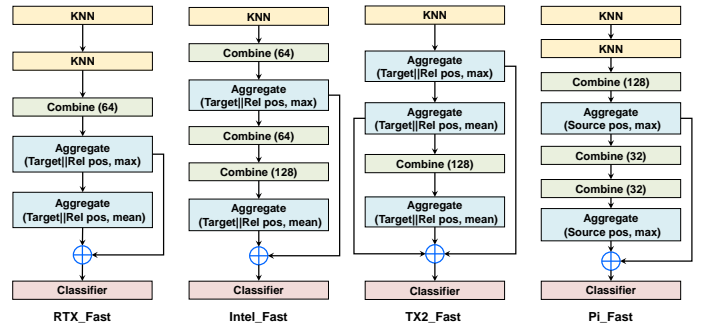 KNN
KNN
Combine (64)
Aggregate
(Target||Rel pos, max)
Aggregate
(Target||Rel pos, mean)
Classifier
RTX_Fast
KNN
Combine (64)
Aggregate
(Target||Rel pos, max)
Combine (64)
Combine (128)
Aggregate
(Target||Rel pos, max)
Classifier
Intel_Fast
KNN
Aggregate
(Target||Rel pos, max)
Aggregate
(Target||Rel pos, mean)
Combine (128)
Aggregate
(Target||Rel pos, mean)
Classifier
TX2_Fast
KNN
KNN
Combine (128)
Aggregate
(Source pos, max)
Combine (32)
Combine (32)
Aggregate
(Source pos, max)
Classifier
Pi_Fast